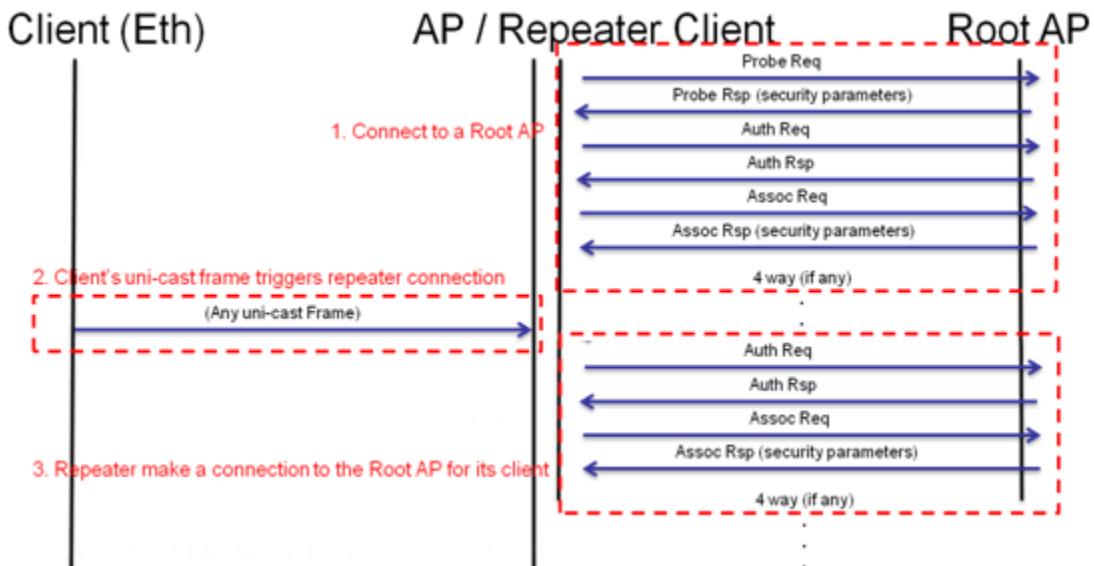 Client (Eth) AP / Repeater Client Root AP
Probe Req
Probe Rsp (security parameters)
1. Connect to a Root AP
Auth Req
Auth Rsp
Assoc Req
Assoc Rsp (security parameters)
2. Client's uni-cast frame triggers repeater connection
4 way (if any)
(Any uni-cast Frame)
Auth Req
Auth Rsp
Assoc Req
Assoc Rsp (security parameters)
3. Repeater make a connection to the Root AP for its client
4 way (if any)